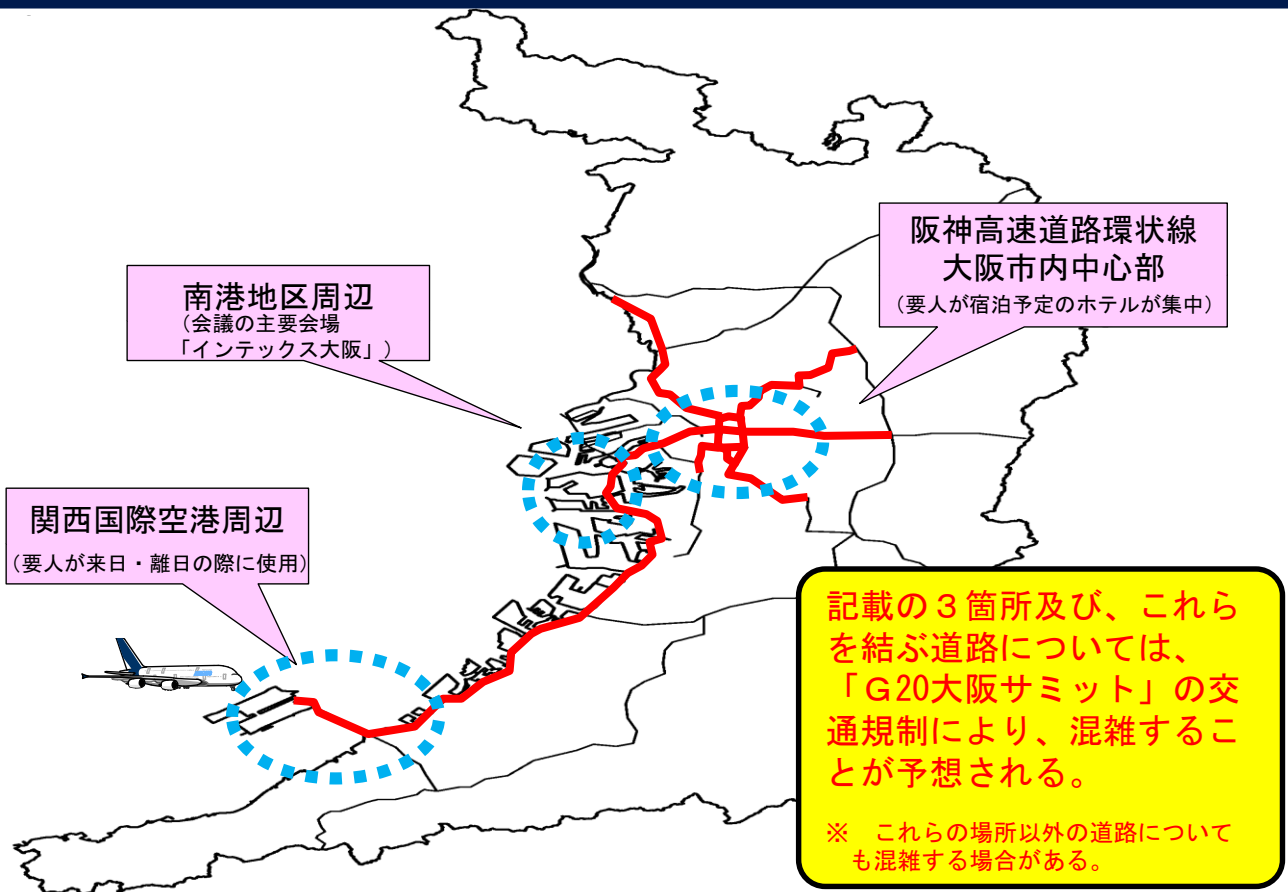 阪神高速道路環状線
大阪市内中心部
（要人が宿泊予定のホテルが集中）
南港地区周辺
（会議の主要会場
「インテックス大阪」）
関西国際空港周辺
（要人が来日・離日の際に使用）
記載の３箇所及び、これら
を結ぶ道路については、
「Ｇ20大阪サミット」の交
通規制により、混雑するこ
とが予想される。
※　これらの場所以外の道路について
も混雑する場合がある。